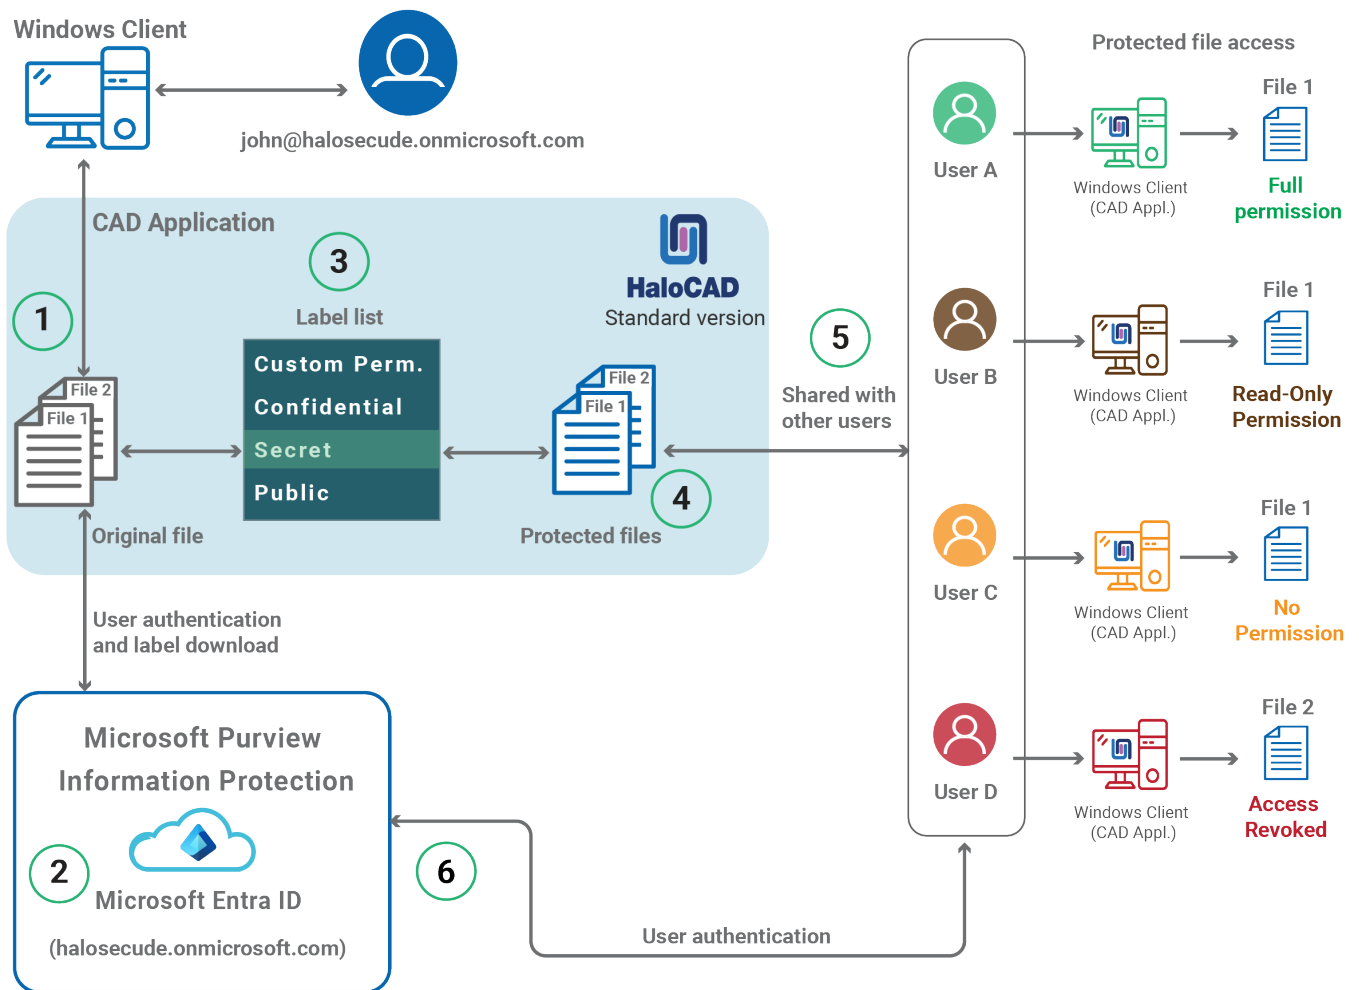 Windows Client
john@halosecude.onmicrosoft.com
CAD Application
1
3
Label list
HaloCAD
Standard version
File 2
File 1
Custom Perm.
Confidential
Secret
Public
File 2
File 1
4
Original file
Protected files
5
Shared with
other users
User authentication
and label download
Microsoft Purview
Information Protection
2
Microsoft Entra ID
(halosecude.onmicrosoft.com)
6
User authentication
Protected file access
User A
Windows Client
(CAD Appl.)
File 1
Full
permission
User B
Windows Client
(CAD Appl.)
File 1
Read-Only
Permission
User C
Windows Client
(CAD Appl.)
File 1
No
Permission
User D
Windows Client
(CAD Appl.)
File 2
Access
Revoked